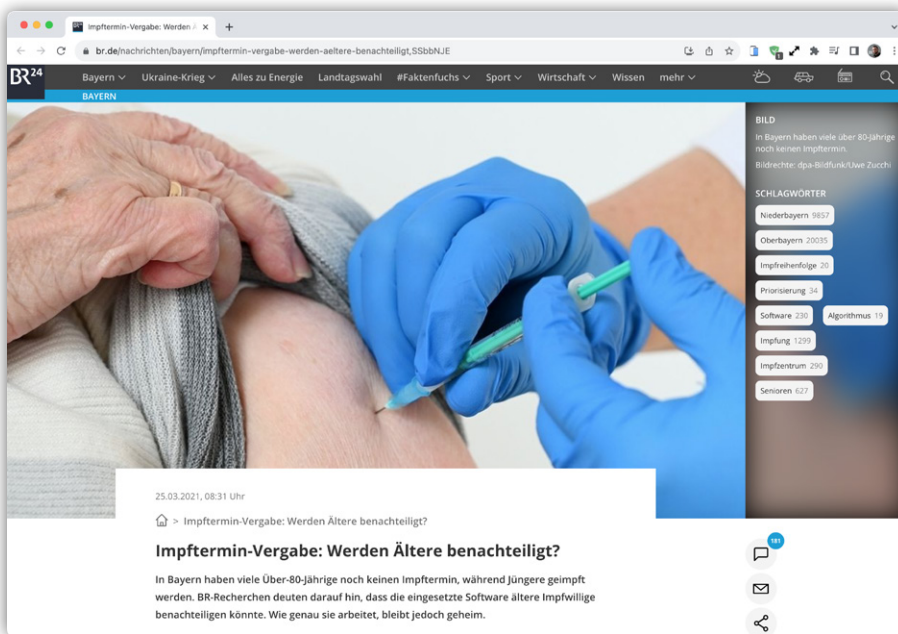 Impftermin-Vergabe: Werden Ä
br.de/nachrichten/bayern/impftermin-vergabe-werden-aeltere-benachteiligt,SSbbNJE
BR24
Bayern
Ukraine-Krieg
Alles zu Energie
Landtagswahl
#Faktenfuchs
Sport
Wirtschaft
Wissen
mehr
BAYERN
BILD
In Bayern haben viele über 80-Jährige
noch keinen Impftermin.
Bildrechte: dpa-Bildfunk/Uwe Zucchi
SCHLAGWÖRTER
Niederbayern 9857
Oberbayern 20035
Impfreihenfolge 20
Priorisierung 34
Software 230
Algorithmus 19
Impfung 1299
Impfzentrum 290
Senioren 627
25.03.2021, 08:31 Uhr
> Impftermin-Vergabe: Werden Ältere benachteiligt?
Impftermin-Vergabe: Werden Ältere benachteiligt?
In Bayern haben viele Über-80-Jährige noch keinen Impftermin, während Jüngere geimpft
werden. BR-Recherchen deuten darauf hin, dass die eingesetzte Software ältere Impfwillige
benachteiligen könnte. Wie genau sie arbeitet, bleibt jedoch geheim.
181